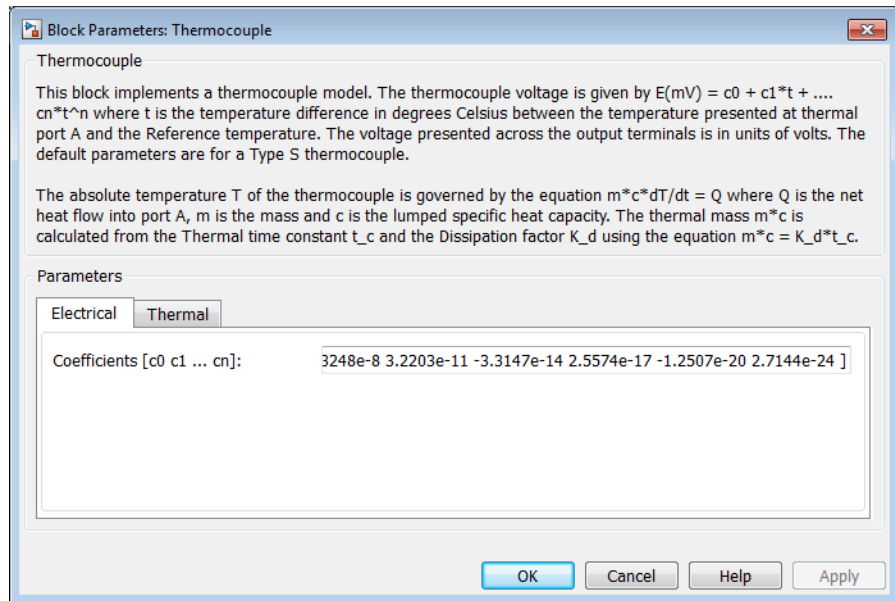 Block Parameters: Thermocouple
Thermocouple
This block implements a thermocouple model. The thermocouple voltage is given by E(mV) = c0 + c1*t + ....
cn*t^n where t is the temperature difference in degrees Celsius between the temperature presented at thermal
port A and the Reference temperature. The voltage presented across the output terminals is in units of volts. The
default parameters are for a Type S thermocouple.
The absolute temperature T of the thermocouple is governed by the equation m*c*dT/dt = Q where Q is the net
heat flow into port A, m is the mass and c is the lumped specific heat capacity. The thermal mass m*c is
calculated from the Thermal time constant t_c and the Dissipation factor K_d using the equation m*c = K_d*t_c.
Parameters
Electrical Thermal
Coefficients [c0 c1 ... cn]: 3248e-8 3.2203e-11 -3.3147e-14 2.5574e-17 -1.2507e-20 2.7144e-24 ]
OK Cancel Help Apply